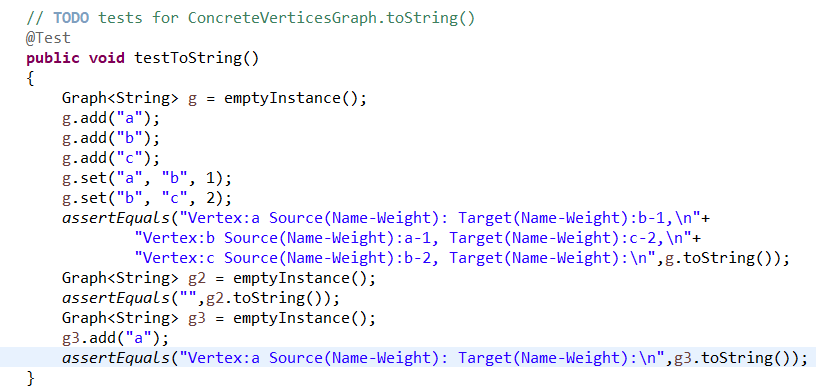 // TODO tests for ConcreteVerticesGraph.toString()
@Test
public void testToString()
{
    Graph<String> g = emptyInstance();
    g.add("a");
    g.add("b");
    g.add("c");
    g.set("a", "b", 1);
    g.set("b", "c", 2);
    assertEquals("Vertex:a Source(Name-Weight): Target(Name-Weight):b-1,\n"+
            "Vertex:b Source(Name-Weight):a-1, Target(Name-Weight):c-2,\n"+
            "Vertex:c Source(Name-Weight):b-2, Target(Name-Weight):\n",g.toString());
    Graph<String> g2 = emptyInstance();
    assertEquals("",g2.toString());
    Graph<String> g3 = emptyInstance();
    g3.add("a");
    assertEquals("Vertex:a Source(Name-Weight): Target(Name-Weight):\n",g3.toString());
}